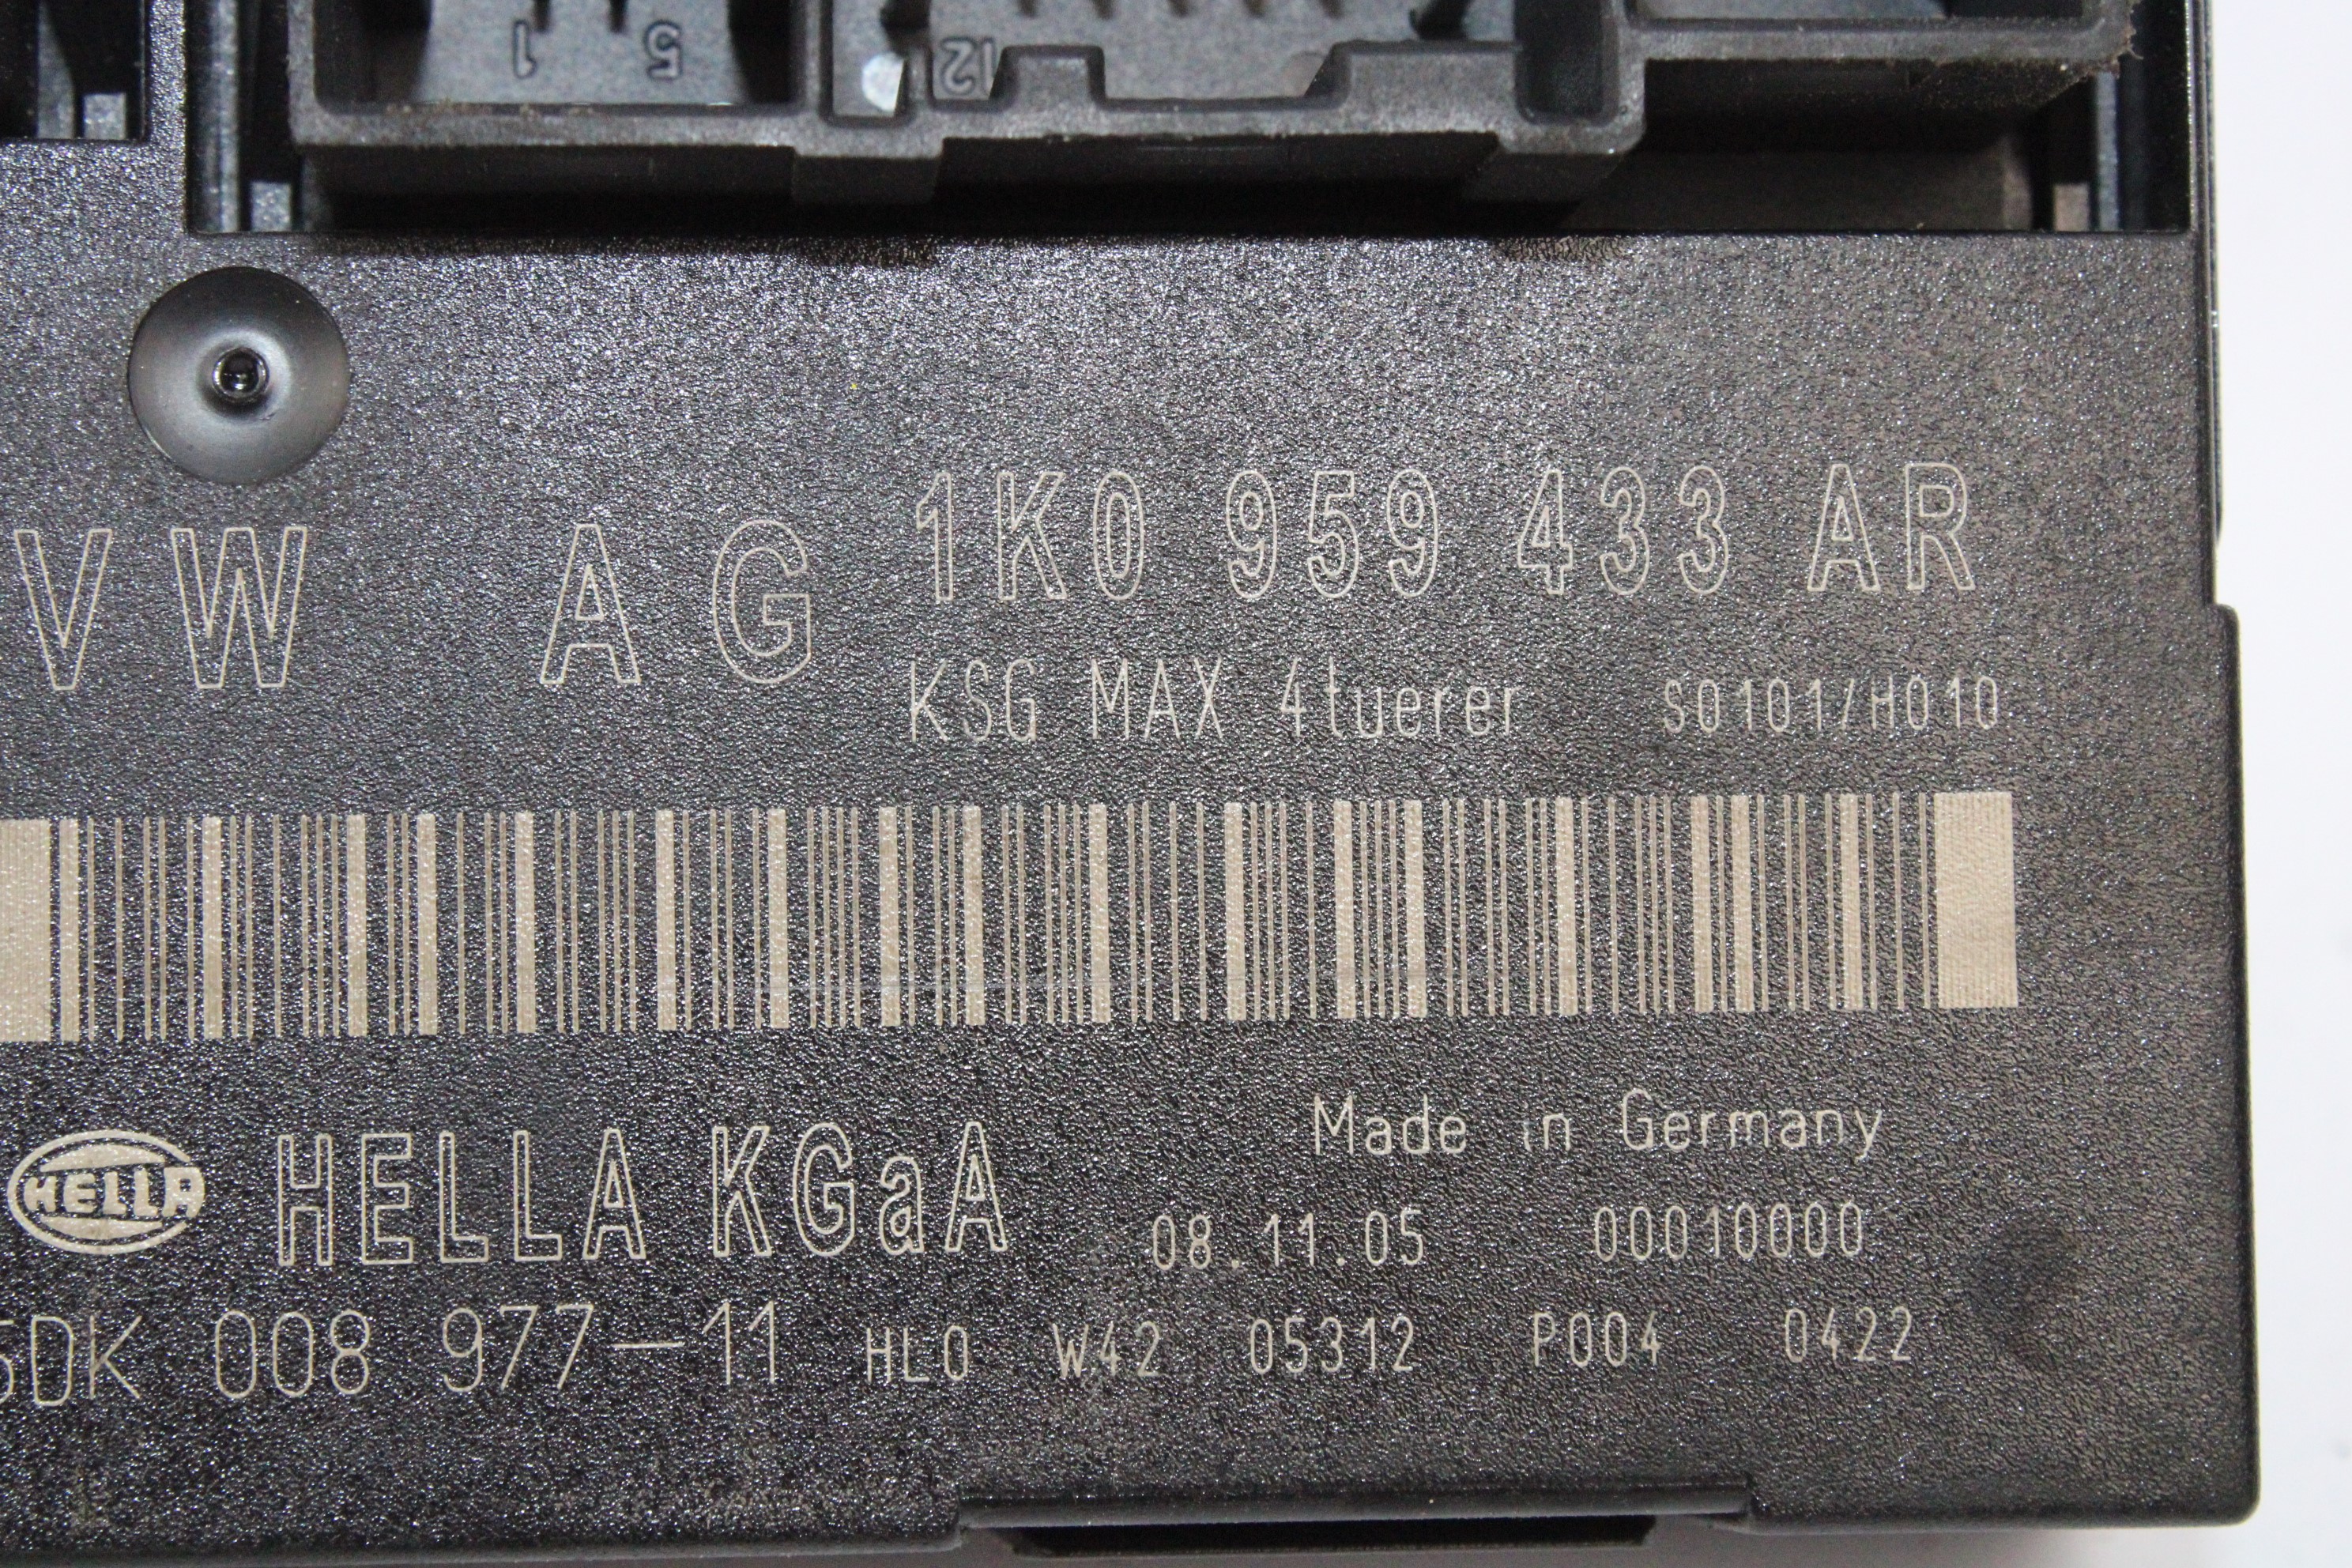 1 5 12
VW AG 1K0 959 433 AR
KSG MAX 4tuerer S0101/H010
Made in Germany
HELLA HELLA KGaA
08.11.05 00010000
5DK 008 977-11 HLO W42 05312 P004 0422